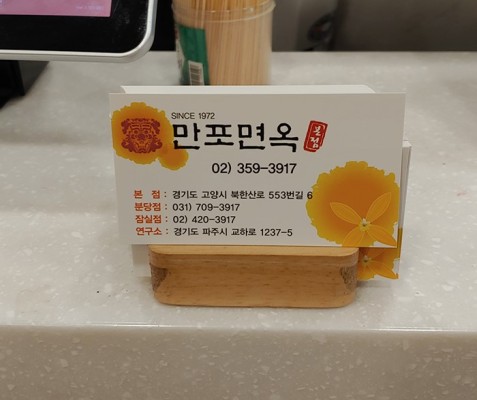 SINCE 1972
만포면옥 본점
02) 359-3917
본 점 : 경기도 고양시 북한산로 553번길 6
분당점 : 031) 709-3917
잠실점 : 02) 420-3917
연구소 : 경기도 파주시 교하로 1237-5